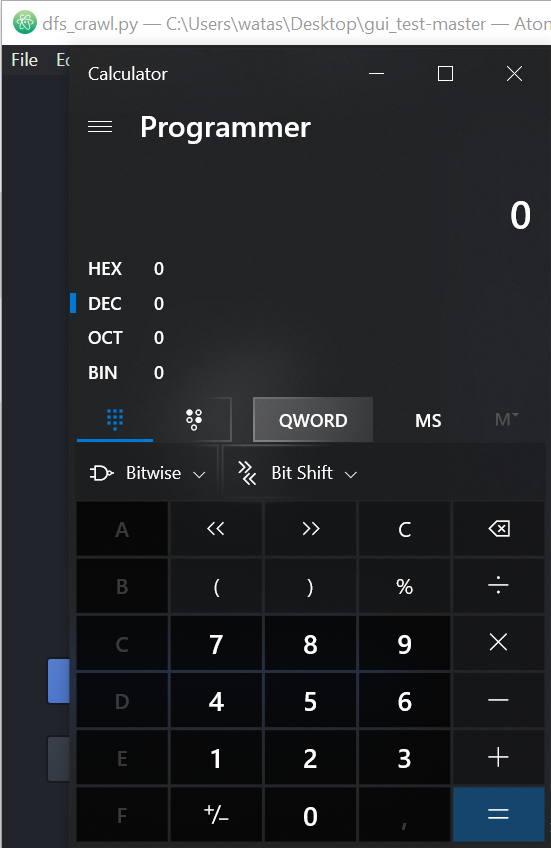 dfs_crawl.py — C:\Users\watas\Desktop\gui_test-master — Atom
File Ec
Calculator
Programmer
0
HEX 0
DEC 0
OCT 0
BIN 0
QWORD MS M
Bitwise Bit Shift
A << >> C
B ( ) % ÷
C 7 8 9 ×
D 4 5 6 −
E 1 2 3 +
F +/− 0 , =